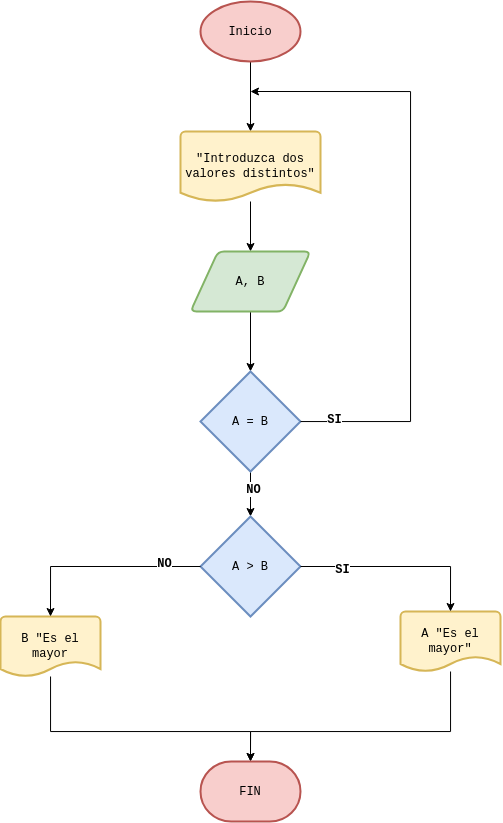 Inicio
"Introduzca dos
valores distintos"
A, B
A = B
SI
NO
A > B
NO
SI
B "Es el
mayor
A "Es el
mayor"
FIN